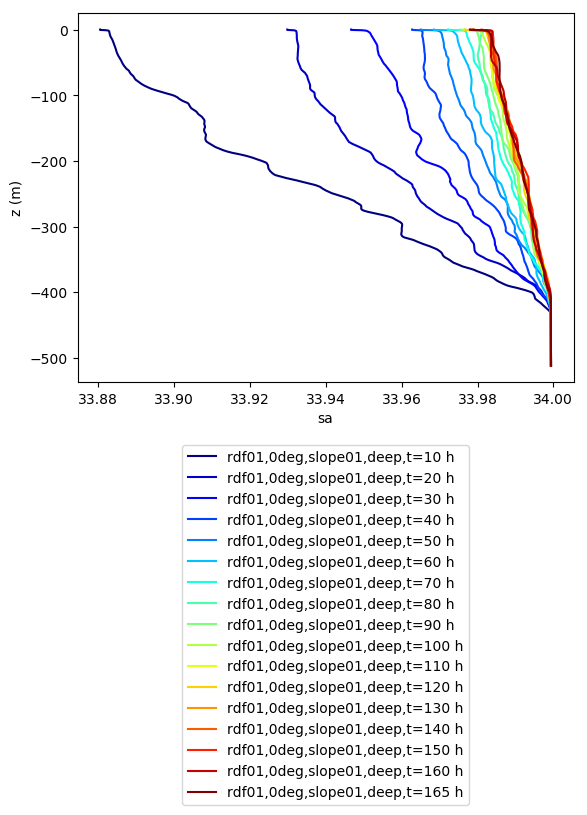 0
−100
−200
−300
−400
−500
z (m)
33.88 33.90 33.92 33.94 33.96 33.98 34.00
sa
rdf01,0deg,slope01,deep,t=10 h
rdf01,0deg,slope01,deep,t=20 h
rdf01,0deg,slope01,deep,t=30 h
rdf01,0deg,slope01,deep,t=40 h
rdf01,0deg,slope01,deep,t=50 h
rdf01,0deg,slope01,deep,t=60 h
rdf01,0deg,slope01,deep,t=70 h
rdf01,0deg,slope01,deep,t=80 h
rdf01,0deg,slope01,deep,t=90 h
rdf01,0deg,slope01,deep,t=100 h
rdf01,0deg,slope01,deep,t=110 h
rdf01,0deg,slope01,deep,t=120 h
rdf01,0deg,slope01,deep,t=130 h
rdf01,0deg,slope01,deep,t=140 h
rdf01,0deg,slope01,deep,t=150 h
rdf01,0deg,slope01,deep,t=160 h
rdf01,0deg,slope01,deep,t=165 h